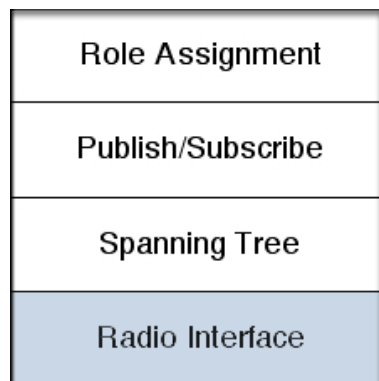 Role Assignment
Publish/Subscribe
Spanning Tree
Radio Interface